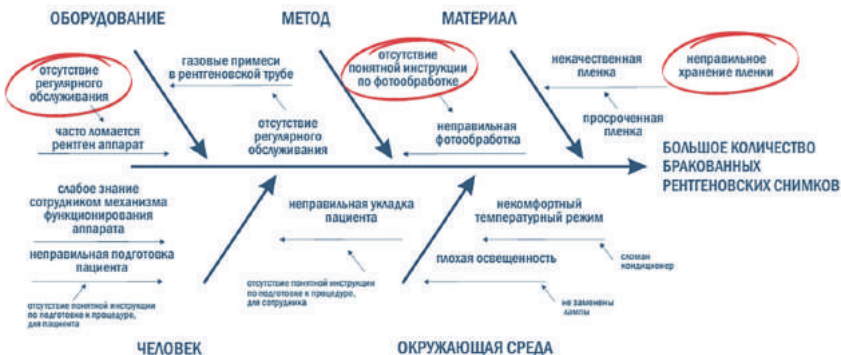 ОБОРУДОВАНИЕ
МЕТОД
МАТЕРИАЛ
отсутствие
регулярного
обслуживания
часто ломается
рентген аппарат
газовые примеси
в рентгеновской трубе
отсутствие
регулярного
обслуживания
отсутствие
понятной инструкции
по фотообработке
неправильная
фотообработка
некачественная
пленка
просроченная
пленка
неправильное
хранение пленки
БОЛЬШОЕ КОЛИЧЕСТВО
БРАКОВАННЫХ
РЕНТГЕНОВСКИХ СНИМКОВ
слабое знание
сотрудником механизма
функционирования
аппарата
неправильная подготовка
пациента
отсутствие понятной инструкции
по подготовке к процедуре,
для пациента
неправильная укладка
пациента
отсутствие понятной инструкции
по подготовке к процедуре,
для сотрудника
некомфортный
температурный режим
сломан
кондиционер
плохая освещенность
не заменены
лампы
ЧЕЛОВЕК
ОКРУЖАЮЩАЯ СРЕДА